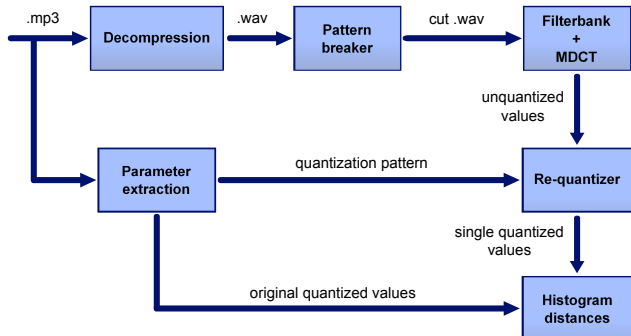 .mp3
Decompression
.wav
Pattern
breaker
cut .wav
Filterbank
+
MDCT
unquantized
values
Parameter
extraction
quantization pattern
Re-quantizer
single quantized
values
original quantized values
Histogram
distances